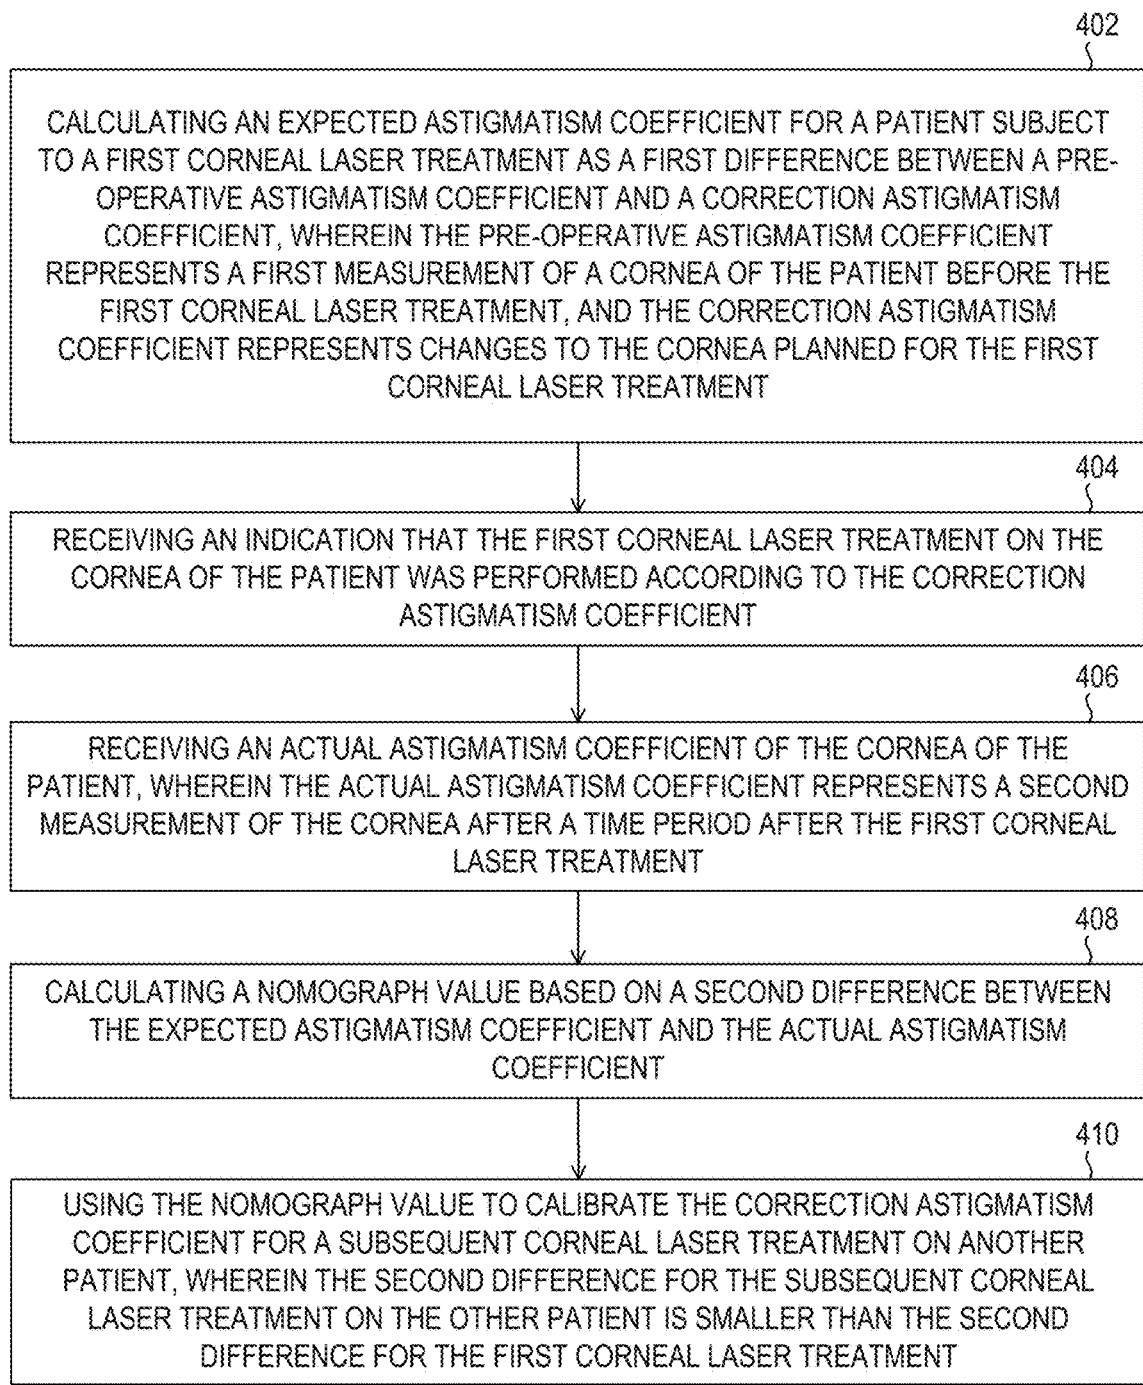 402
CALCULATING AN EXPECTED ASTIGMATISM COEFFICIENT FOR A PATIENT SUBJECT
TO A FIRST CORNEAL LASER TREATMENT AS A FIRST DIFFERENCE BETWEEN A PRE-
OPERATIVE ASTIGMATISM COEFFICIENT AND A CORRECTION ASTIGMATISM
COEFFICIENT, WHEREIN THE PRE-OPERATIVE ASTIGMATISM COEFFICIENT
REPRESENTS A FIRST MEASUREMENT OF A CORNEA OF THE PATIENT BEFORE THE
FIRST CORNEAL LASER TREATMENT, AND THE CORRECTION ASTIGMATISM
COEFFICIENT REPRESENTS CHANGES TO THE CORNEA PLANNED FOR THE FIRST
CORNEAL LASER TREATMENT
404
RECEIVING AN INDICATION THAT THE FIRST CORNEAL LASER TREATMENT ON THE
CORNEA OF THE PATIENT WAS PERFORMED ACCORDING TO THE CORRECTION
ASTIGMATISM COEFFICIENT
406
RECEIVING AN ACTUAL ASTIGMATISM COEFFICIENT OF THE CORNEA OF THE
PATIENT, WHEREIN THE ACTUAL ASTIGMATISM COEFFICIENT REPRESENTS A SECOND
MEASUREMENT OF THE CORNEA AFTER A TIME PERIOD AFTER THE FIRST CORNEAL
LASER TREATMENT
408
CALCULATING A NOMOGRAPH VALUE BASED ON A SECOND DIFFERENCE BETWEEN
THE EXPECTED ASTIGMATISM COEFFICIENT AND THE ACTUAL ASTIGMATISM
COEFFICIENT
410
USING THE NOMOGRAPH VALUE TO CALIBRATE THE CORRECTION ASTIGMATISM
COEFFICIENT FOR A SUBSEQUENT CORNEAL LASER TREATMENT ON ANOTHER
PATIENT, WHEREIN THE SECOND DIFFERENCE FOR THE SUBSEQUENT CORNEAL
LASER TREATMENT ON THE OTHER PATIENT IS SMALLER THAN THE SECOND
DIFFERENCE FOR THE FIRST CORNEAL LASER TREATMENT